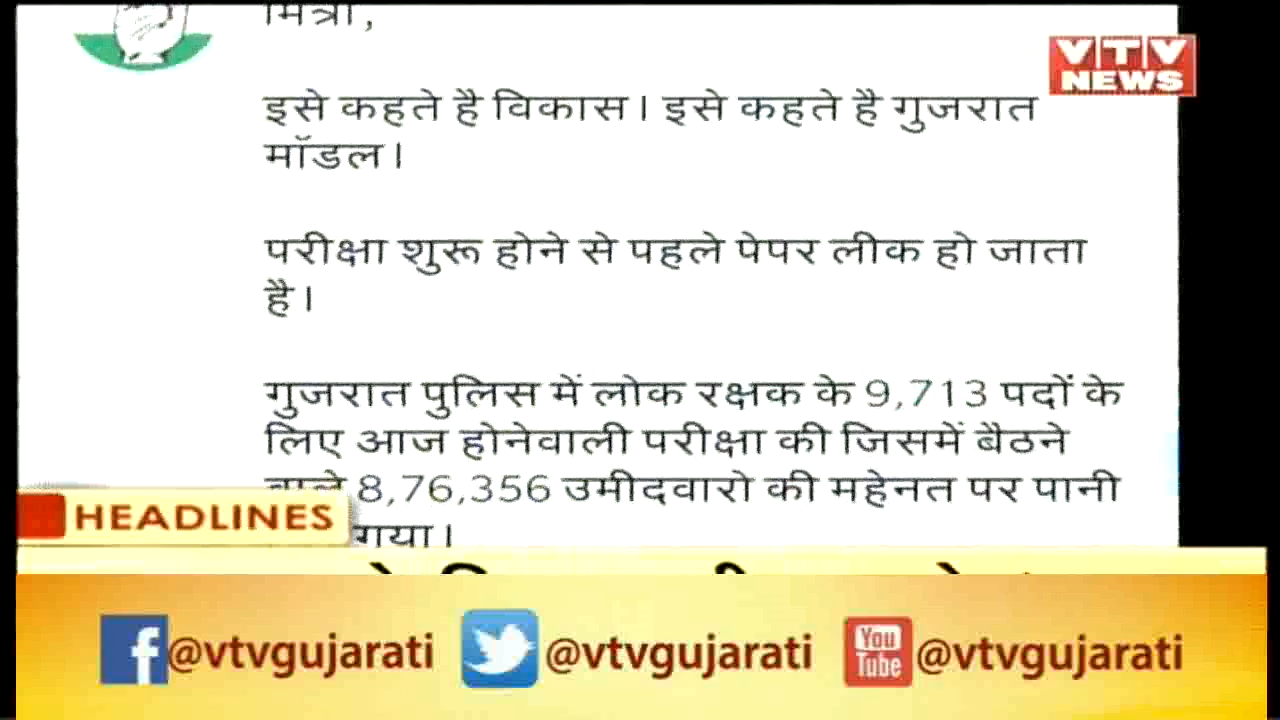 मित्रों,
VTV
NEWS
इसे कहते है विकास। इसे कहते है गुजरात
मॉडल।
परीक्षा शुरू होने से पहले पेपर लीक हो जाता
है।
गुजरात पुलिस में लोक रक्षक के 9,713 पदों के
लिए आज होनेवाली परीक्षा की जिसमें बैठने
वाले 8,76,356 उमीदवारो की महेनत पर पानी
गया।
HEADLINES
@vtvgujarati @vtvgujarati You Tube @vtvgujarati